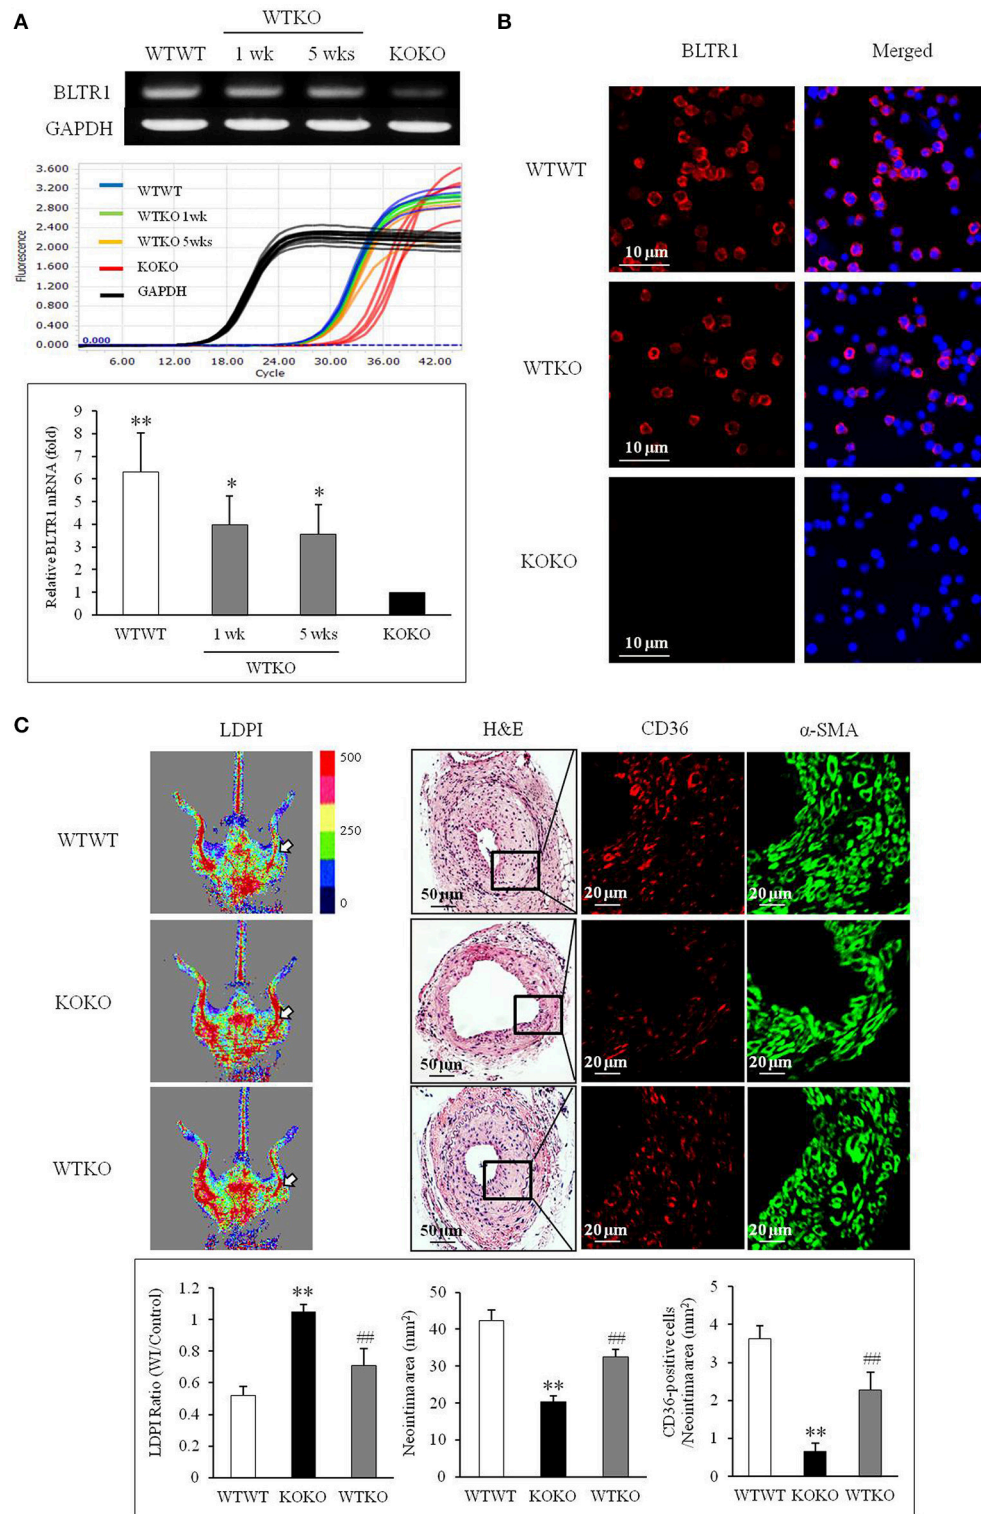 A
WTKO
WTWT 1 wk 5 wks KOKO
BLTR1
GAPDH
3.600
3.200
2.800
2.400
2.000
1.600
1.200
0.800
0.400
0.000
Fluorescence
WTWT
WTKO 1wk
WTKO 5wks
KOKO
GAPDH
0.000
6.00 12.00 18.00 24.00 30.00 36.00 42.00
Cycle
Relative BLTR1 mRNA (fold)
9
8
7
6
5
4
3
2
1
0
**
*
*
WTWT 1 wk 5 wks KOKO
WTKO
B
BLTR1 Merged
WTWT
10 µm
WTKO
10 µm
KOKO
10 µm
C
LDPI H&E CD36 α-SMA
WTWT
500
250
0
50 µm 20 µm 20 µm
KOKO
50 µm 20 µm 20 µm
WTKO
50 µm 20 µm 20 µm
LDPI Ratio (WI/Control)
1.2
1
0.8
0.6
0.4
0.2
0
**
##
WTWT KOKO WTKO
Neointima area (mm²)
50
40
30
20
10
0
**
##
WTWT KOKO WTKO
CD36-positive cells
/Neointima area (mm²)
5
4
3
2
1
0
**
##
WTWT KOKO WTKO